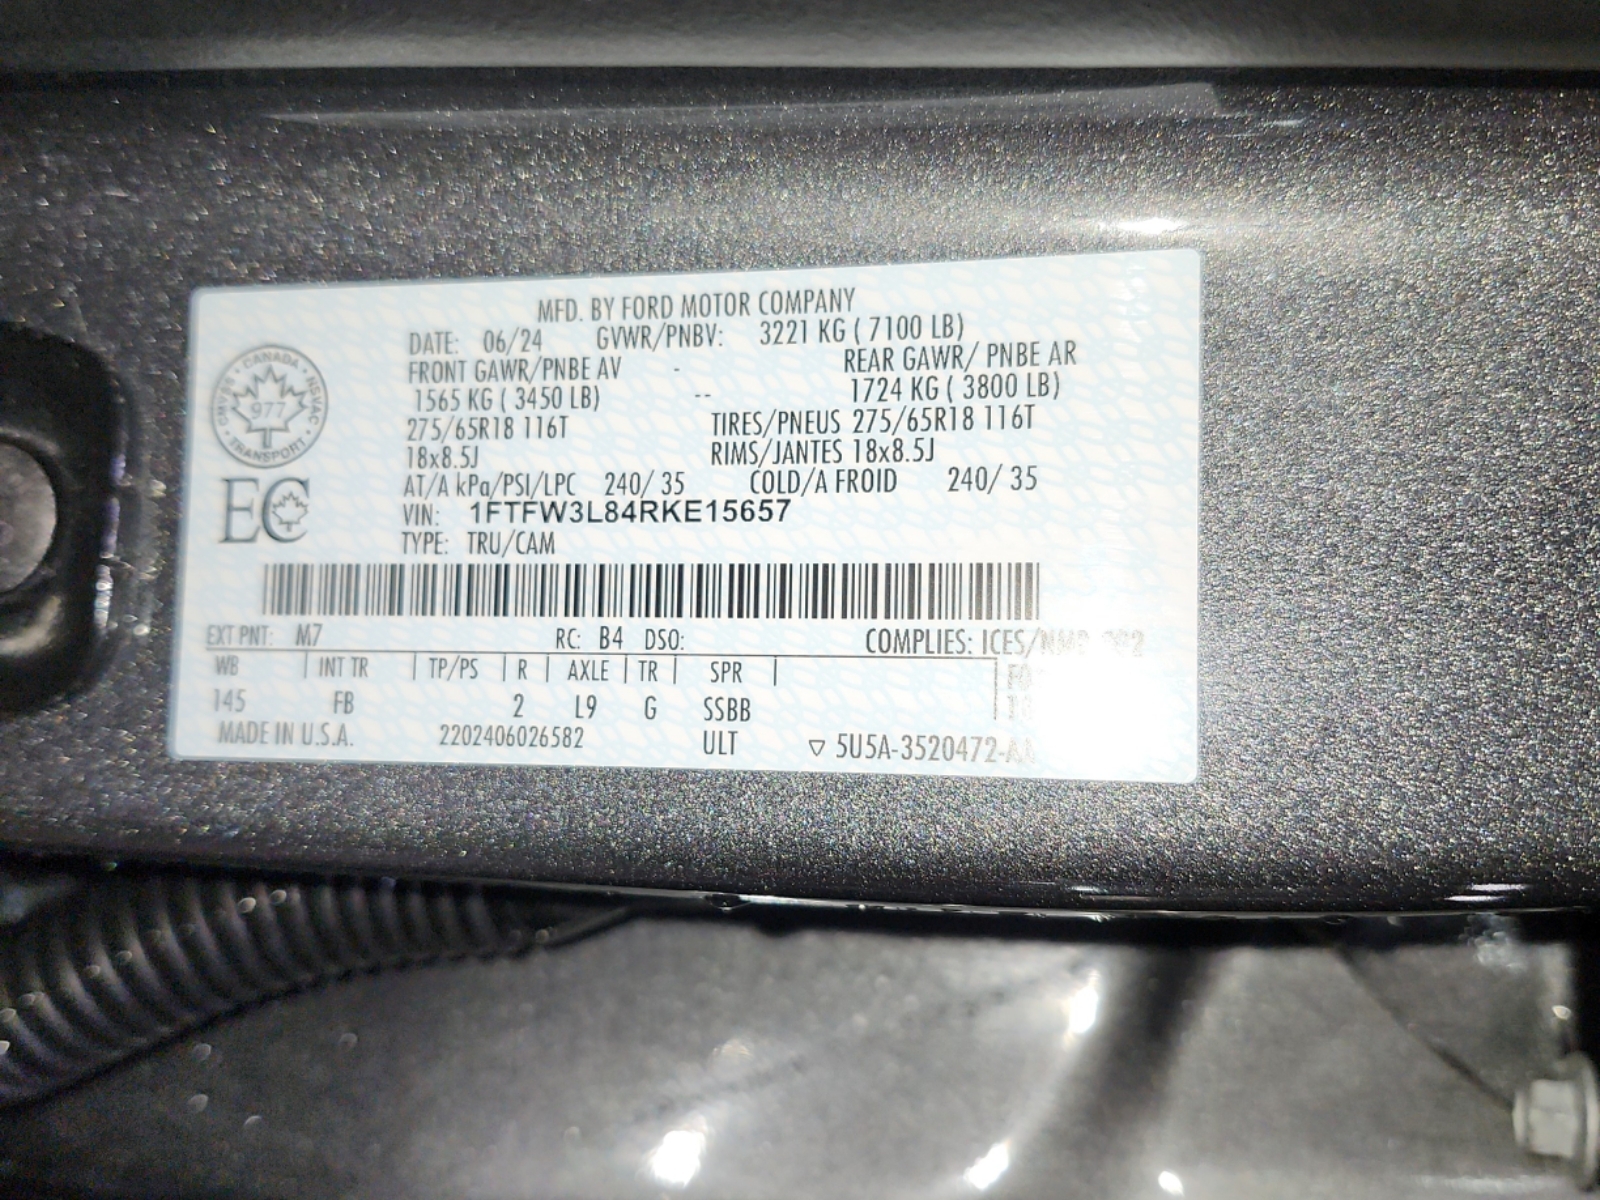 MFD. BY FORD MOTOR COMPANY
DATE: 06/24 GVWR/PNBV: 3221 KG ( 7100 LB)
FRONT GAWR/PNBE AV - REAR GAWR/ PNBE AR
1565 KG ( 3450 LB) -- 1724 KG ( 3800 LB)
275/65R18 116T TIRES/PNEUS 275/65R18 116T
18x8.5J RIMS/JANTES 18x8.5J
AT/A kPa/PSI/LPC 240/ 35 COLD/A FROID 240/ 35
VIN: 1FTFW3L84RKE15657
TYPE: TRU/CAM
CANADA
CMVSS NSVAC
977
TRANSPORT
EC
EXT PNT: M7 RC: B4 DSO: COMPLIES: ICES/
WB | INT TR | TP/PS | R | AXLE | TR | SPR |
145 FB 2 L9 G SSBB
MADE IN U.S.A. 2202406026582 ULT ▽ 5U5A-3520472-